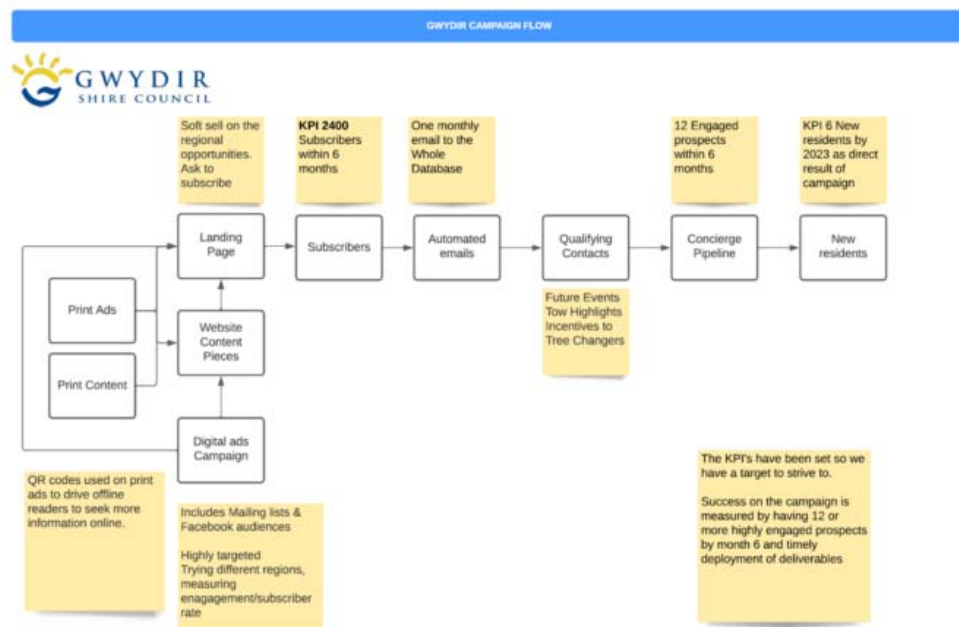 GWYDIR CAMPAIGN FLOW
GWYDIR
SHIRE COUNCIL
Soft sell on the
regional
opportunities.
Ask to
subscribe
KPI 2400
Subscribers
within 6
months
One monthly
email to the
Whole
Database
12 Engaged
prospects
within 6
months
KPI 6 New
residents by
2023 as direct
result of
campaign
Landing
Page
Subscribers
Automated
emails
Qualifying
Contacts
Concierge
Pipeline
New
residents
Future Events
Tow Highlights
Incentives to
Tree Changers
Print Ads
Website
Content
Pieces
Print Content
Digital ads
Campaign
QR codes used on print
ads to drive offline
readers to seek more
information online.
Includes Mailing lists &
Facebook audiences
Highly targeted
Trying different regions,
measuring
enagagement/subscriber
rate
The KPI's have been set so we
have a target to strive to.
Success on the campaign is
measured by having 12 or
more highly engaged prospects
by month 6 and timely
deployment of deliverables